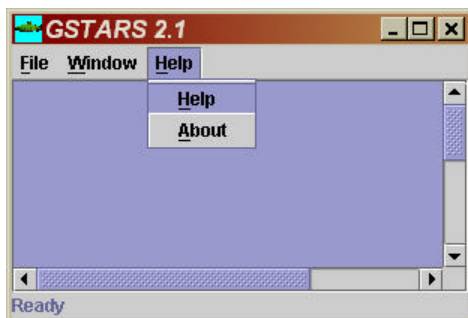 GSTARS 2.1
File Window Help
Help
About
Ready